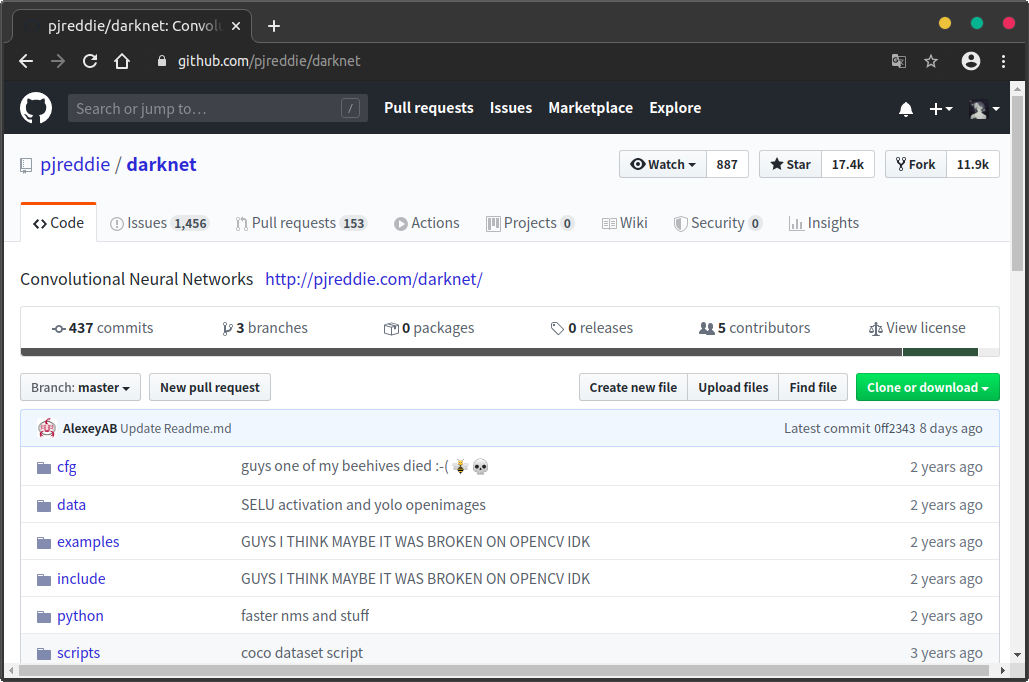 pjreddie/darknet: Convolu
github.com/pjreddie/darknet
Search or jump to… /
Pull requests Issues Marketplace Explore
pjreddie / darknet
Watch 887 Star 17.4k Fork 11.9k
Code Issues 1,456 Pull requests 153 Actions Projects 0 Wiki Security 0 Insights
Convolutional Neural Networks http://pjreddie.com/darknet/
437 commits 3 branches 0 packages 0 releases 5 contributors View license
Branch: master New pull request Create new file Upload files Find file Clone or download
AlexeyAB Update Readme.md Latest commit 0ff2343 8 days ago
cfg guys one of my beehives died :-( 🐝 💀 2 years ago
data SELU activation and yolo openimages 2 years ago
examples GUYS I THINK MAYBE IT WAS BROKEN ON OPENCV IDK 2 years ago
include GUYS I THINK MAYBE IT WAS BROKEN ON OPENCV IDK 2 years ago
python faster nms and stuff 2 years ago
scripts coco dataset script 3 years ago